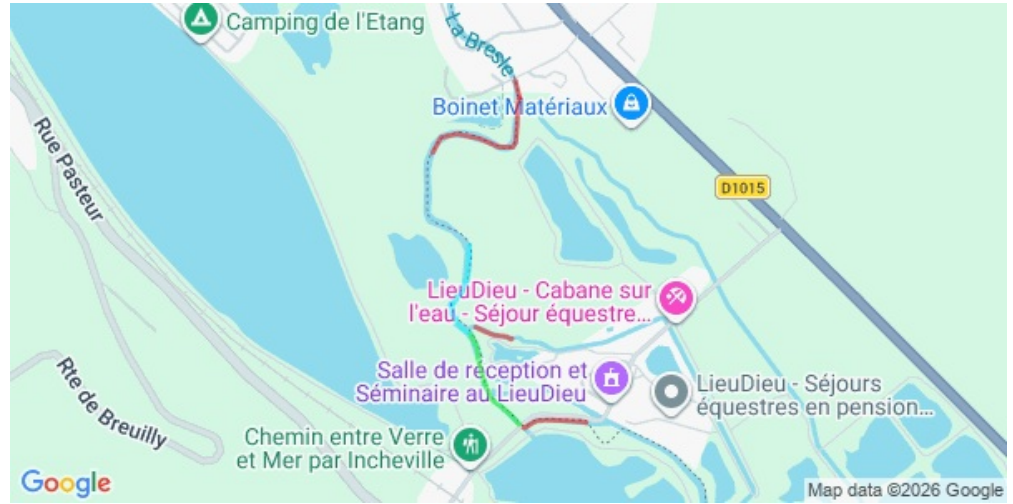 Camping de l'Etang
La Bresle
Boinet Matériaux
Rue Pasteur
D1015
LieuDieu - Cabane sur
l'eau - Séjour équestre...
Salle de réception et
Séminaire au LieuDieu
LieuDieu - Séjours
équestres en pension...
Rte de Breuilly
Chemin entre Verre
et Mer par Incheville
Google
Map data ©2026 Google